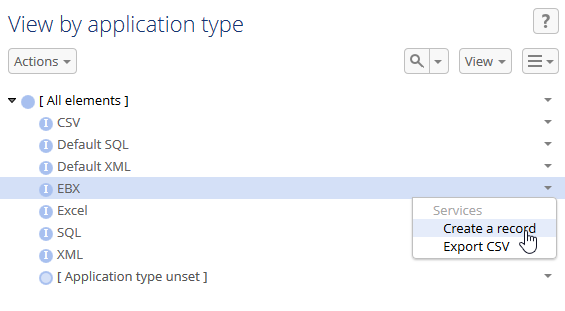 View by application type
?
Actions
View
[ All elements ]
I CSV
I Default SQL
I Default XML
I EBX
I Excel
Services
I SQL
Create a record
I XML
Export CSV
[ Application type unset ]